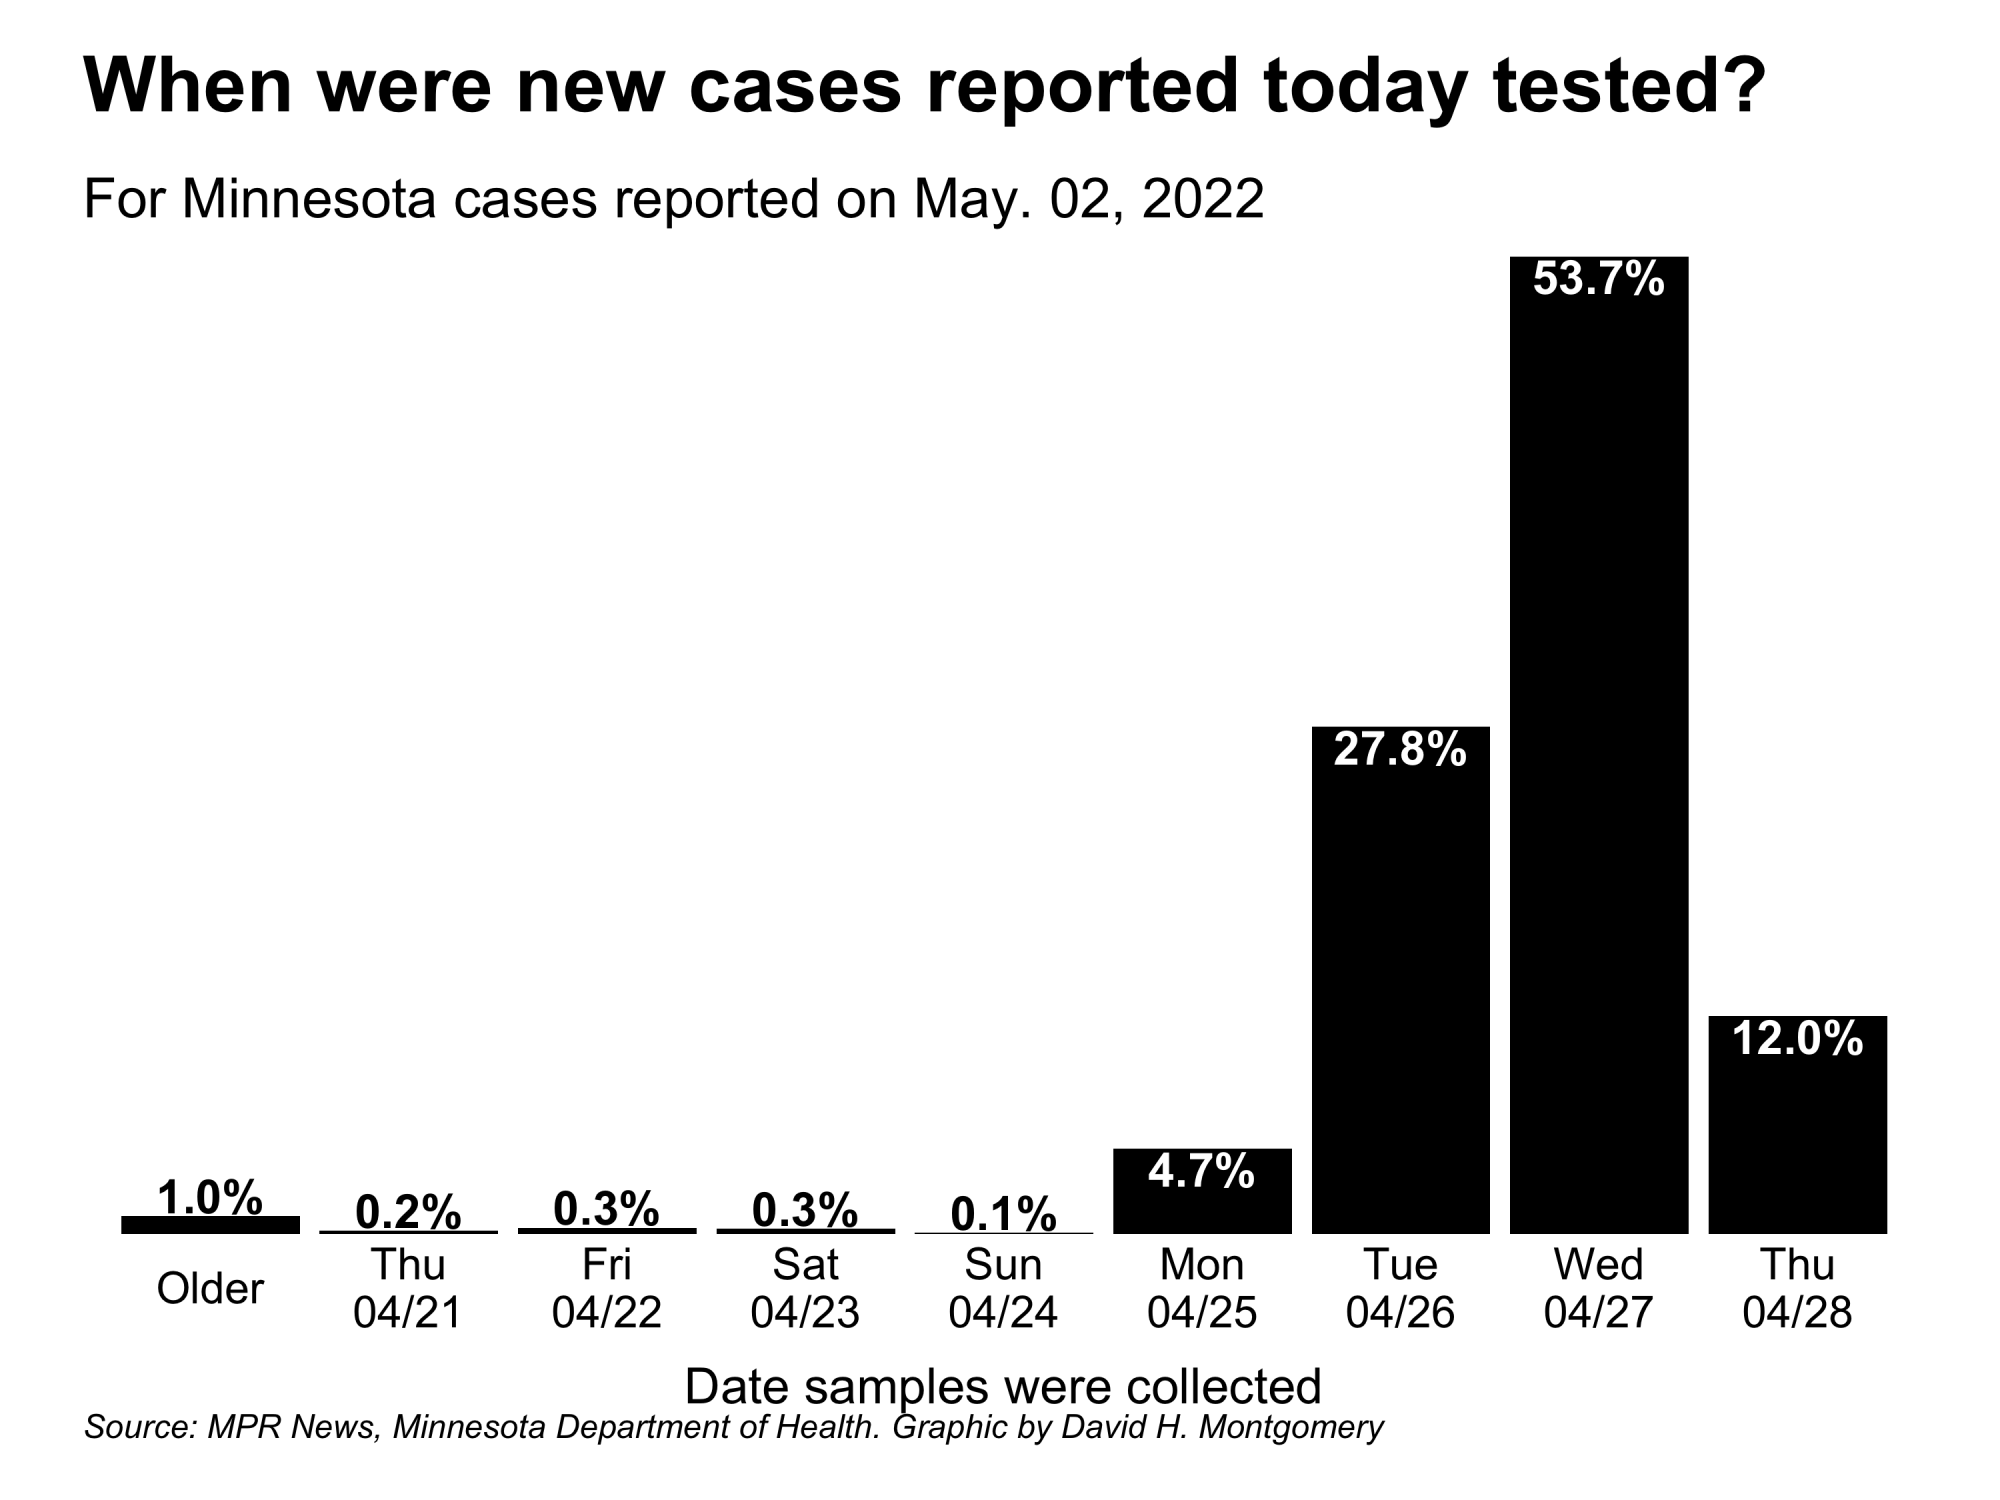 When were new cases reported today tested?
For Minnesota cases reported on May. 02, 2022
53.7%
27.8%
12.0%
4.7%
1.0%
0.2%
0.3%
0.3%
0.1%
Older
Thu
04/21
Fri
04/22
Sat
04/23
Sun
04/24
Mon
04/25
Tue
04/26
Wed
04/27
Thu
04/28
Date samples were collected
Source: MPR News, Minnesota Department of Health. Graphic by David H. Montgomery